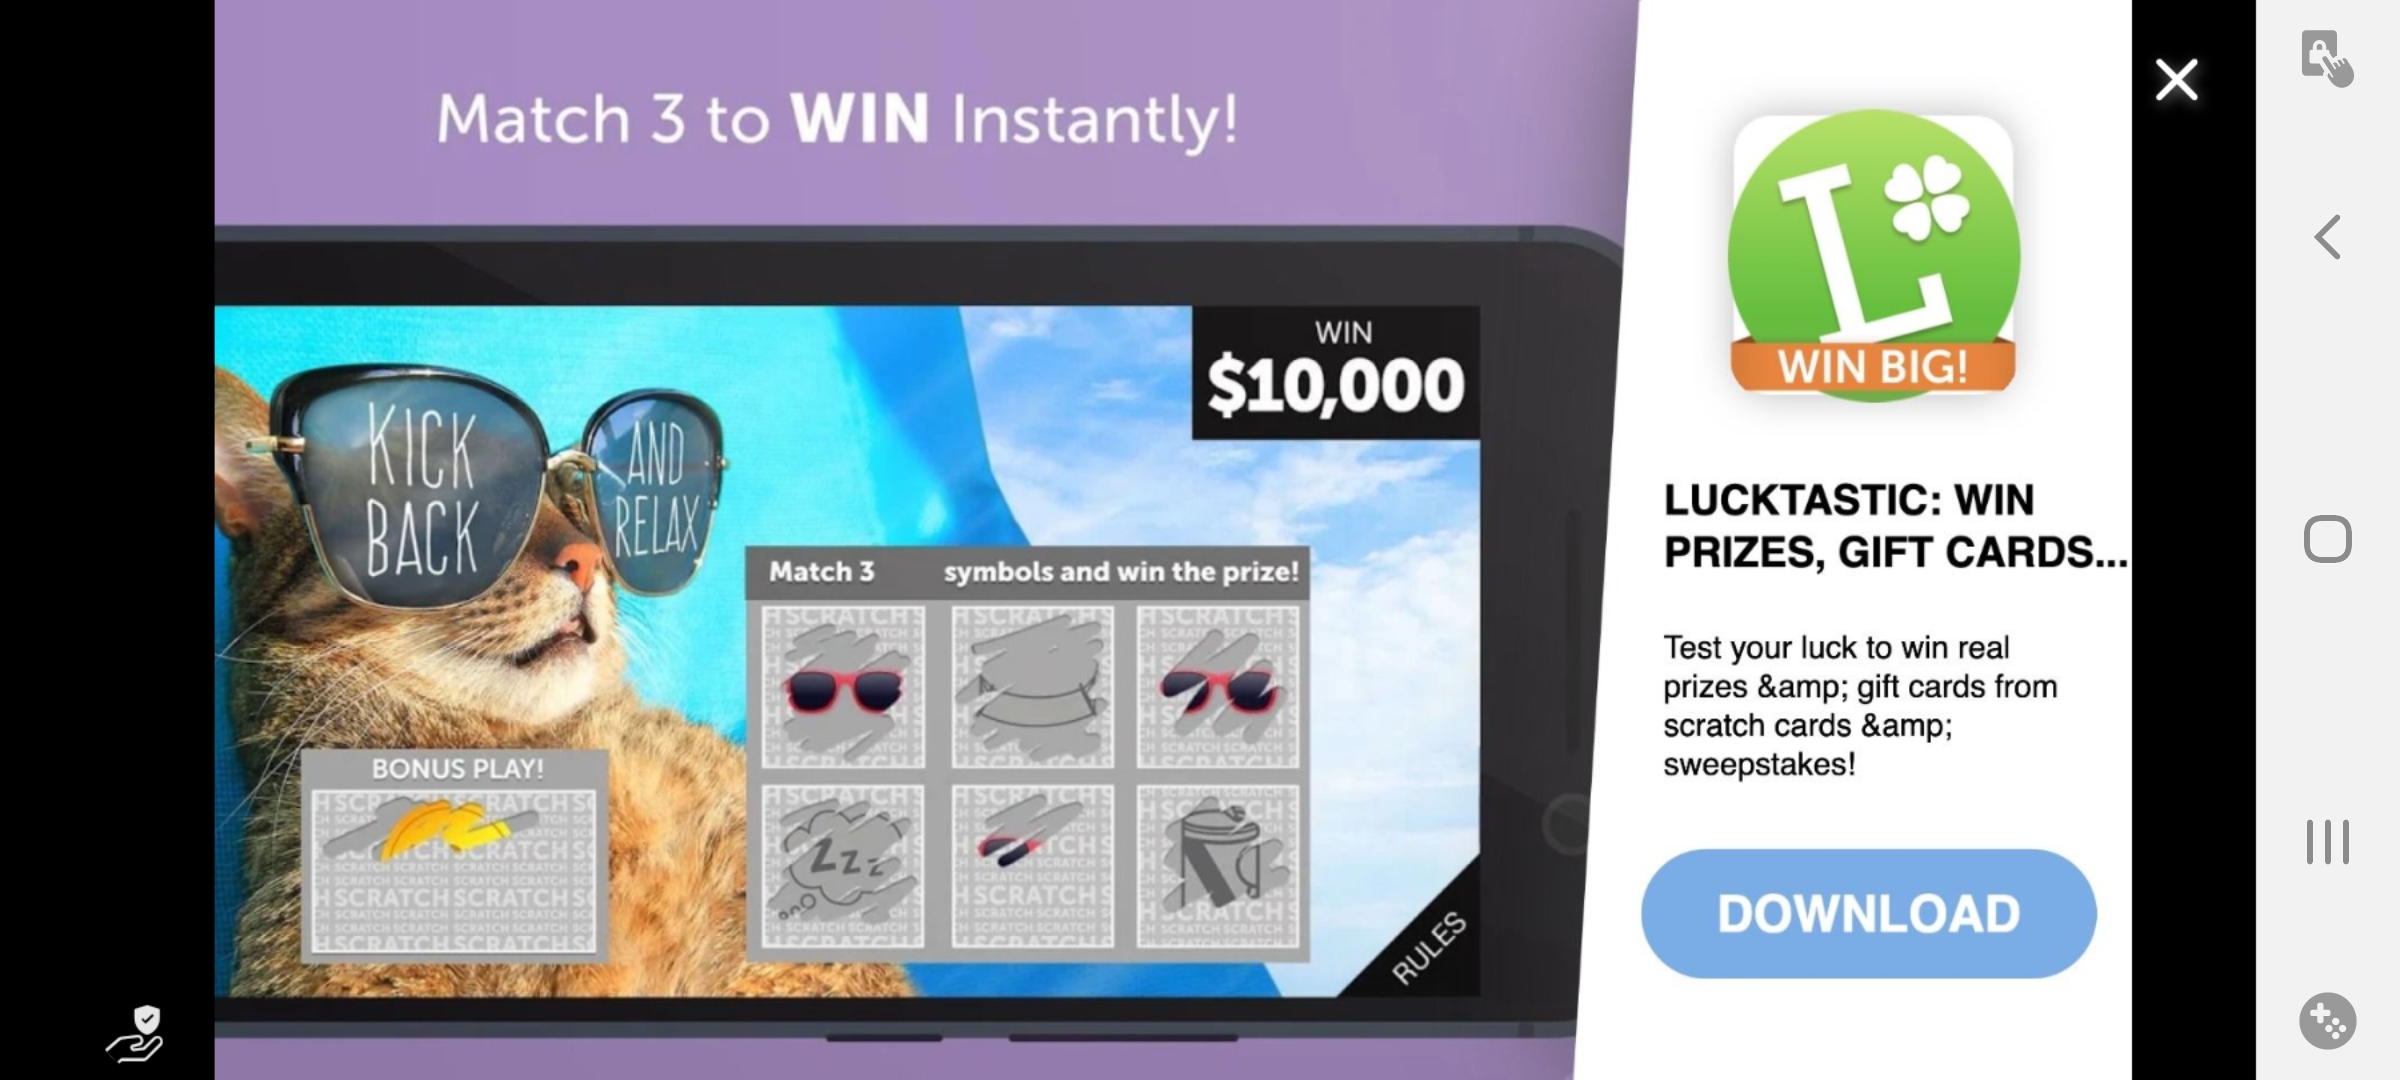 Match 3 to WIN Instantly!
WIN
$10,000
KICK
BACK
AND
RELAX
Match 3 symbols and win the prize!
BONUS PLAY!
SCRATCH
ZZZ
RULES
L
WIN BIG!
LUCKTASTIC: WIN
PRIZES, GIFT CARDS...
Test your luck to win real
prizes &amp; gift cards from
scratch cards &amp;
sweepstakes!
DOWNLOAD